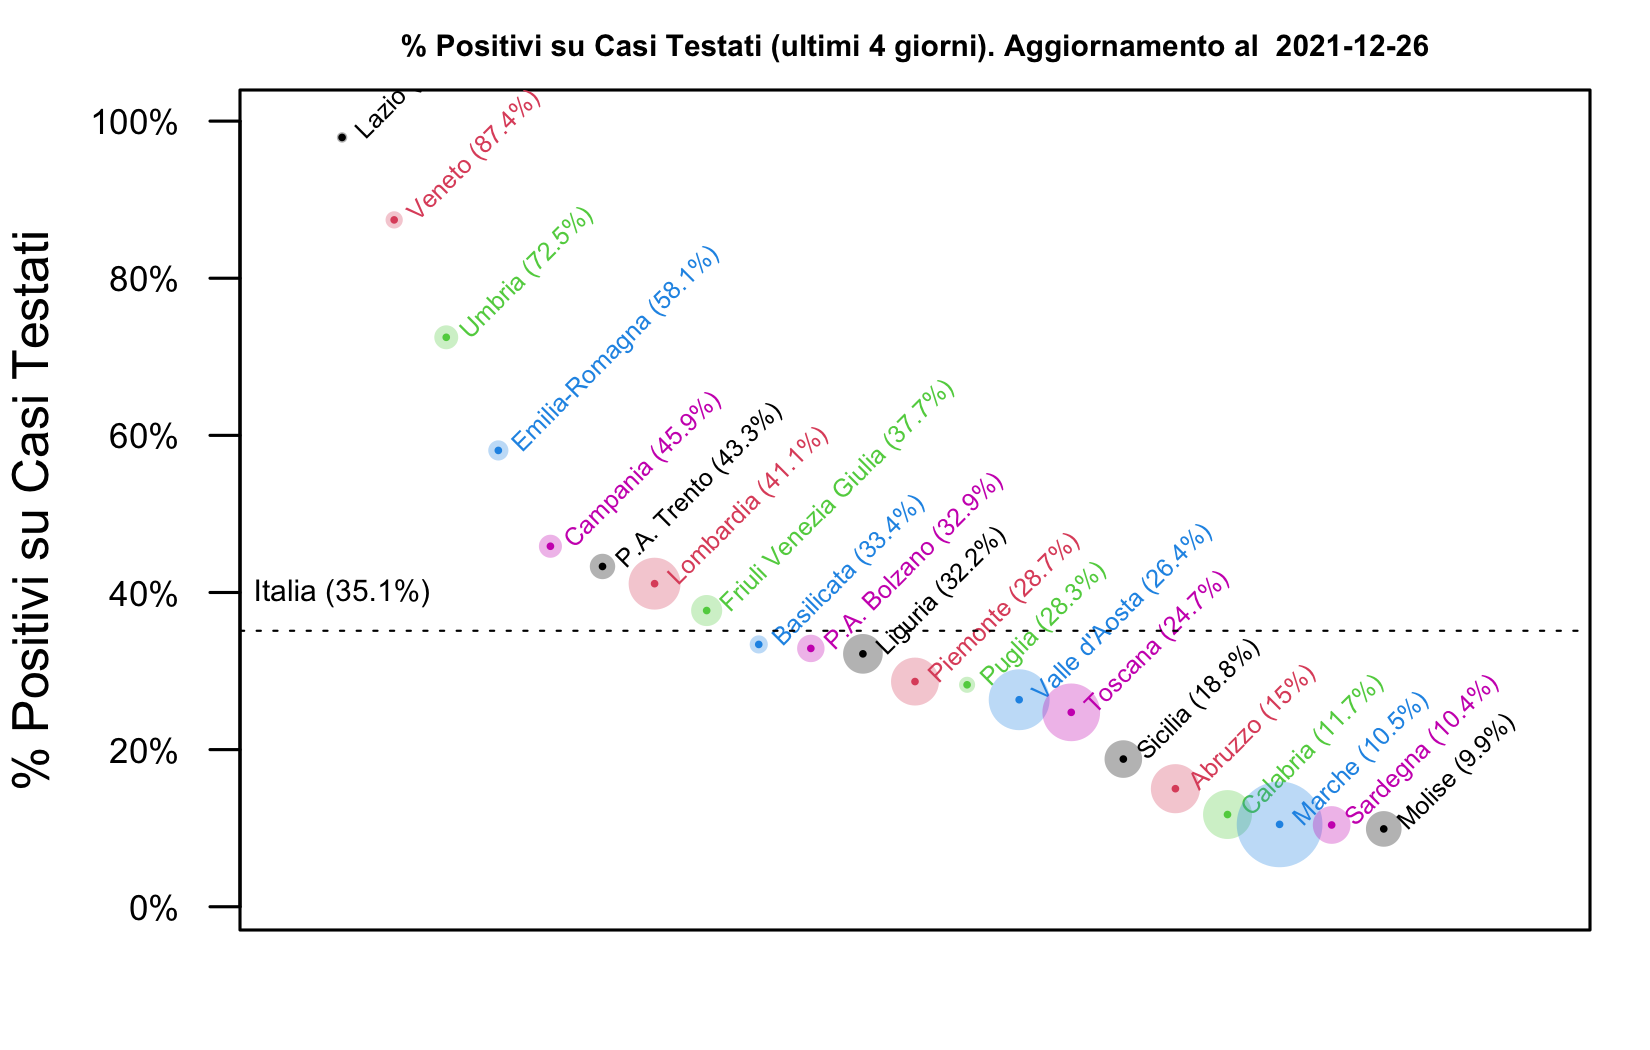 % Positivi su Casi Testati (ultimi 4 giorni). Aggiornamento al 2021-12-26
% Positivi su Casi Testati
100%
80%
60%
40%
20%
0%
Lazio (
Veneto (87.4%)
Umbria (72.5%)
Emilia-Romagna (58.1%)
Campania (45.9%)
P.A. Trento (43.3%)
Lombardia (41.1%)
Friuli Venezia Giulia (37.7%)
Italia (35.1%)
Basilicata (33.4%)
P.A. Bolzano (32.9%)
Liguria (32.2%)
Piemonte (28.7%)
Puglia (28.3%)
Valle d'Aosta (26.4%)
Toscana (24.7%)
Sicilia (18.8%)
Abruzzo (15%)
Calabria (11.7%)
Marche (10.5%)
Sardegna (10.4%)
Molise (9.9%)